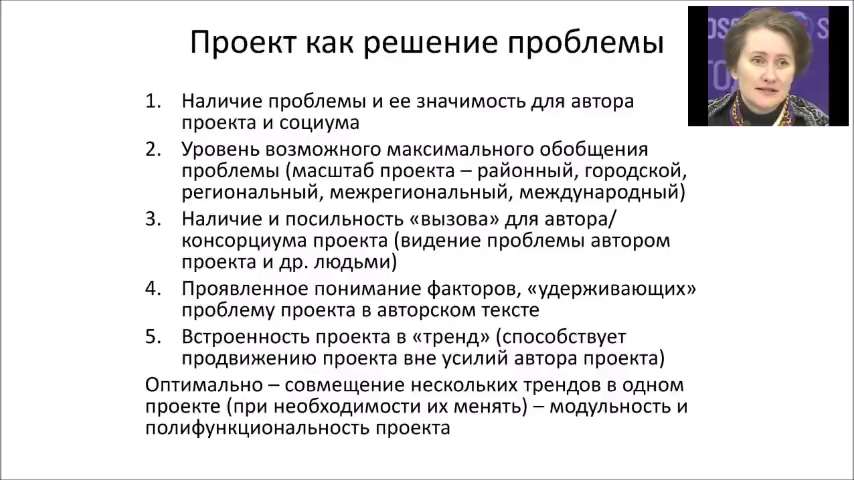 Проект как решение проблемы
1. Наличие проблемы и ее значимость для автора
проекта и социума
2. Уровень возможного максимального обобщения
проблемы (масштаб проекта – районный, городской,
региональный, межрегиональный, международный)
3. Наличие и посильность «вызова» для автора/
консорциума проекта (видение проблемы автором
проекта и др. людьми)
4. Проявленное понимание факторов, «удерживающих»
проблему проекта в авторском тексте
5. Встроенность проекта в «тренд» (способствует
продвижению проекта вне усилий автора проекта)
Оптимально – совмещение нескольких трендов в одном
проекте (при необходимости их менять) – модульность и
полифункциональность проекта